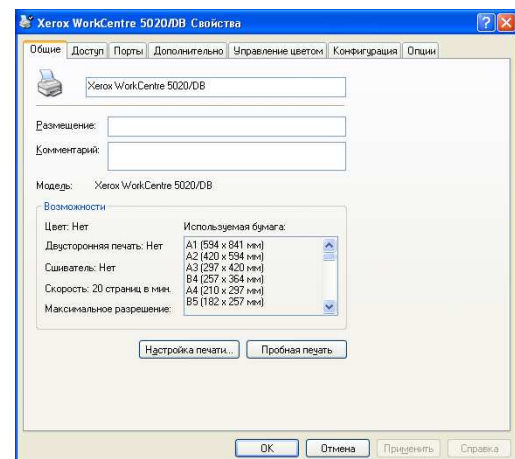 Xerox WorkCentre 5020/DB Свойства
Общие Доступ Порты Дополнительно Управление цветом Конфигурация Опции
Xerox WorkCentre 5020/DB
Размещение:
Комментарий:
Модель: Xerox WorkCentre 5020/DB
Возможности
Цвет: Нет
Используемая бумага:
Двусторонняя печать: Нет
Сшиватель: Нет
Скорость: 20 страниц в мин.
Максимальное разрешение:
A1 (594 x 841 мм)
A2 (420 x 594 мм)
A3 (297 x 420 мм)
B4 (257 x 364 мм)
A4 (210 x 297 мм)
B5 (182 x 257 мм)
Настройка печати... Пробная печать
OK Отмена Применить Справка